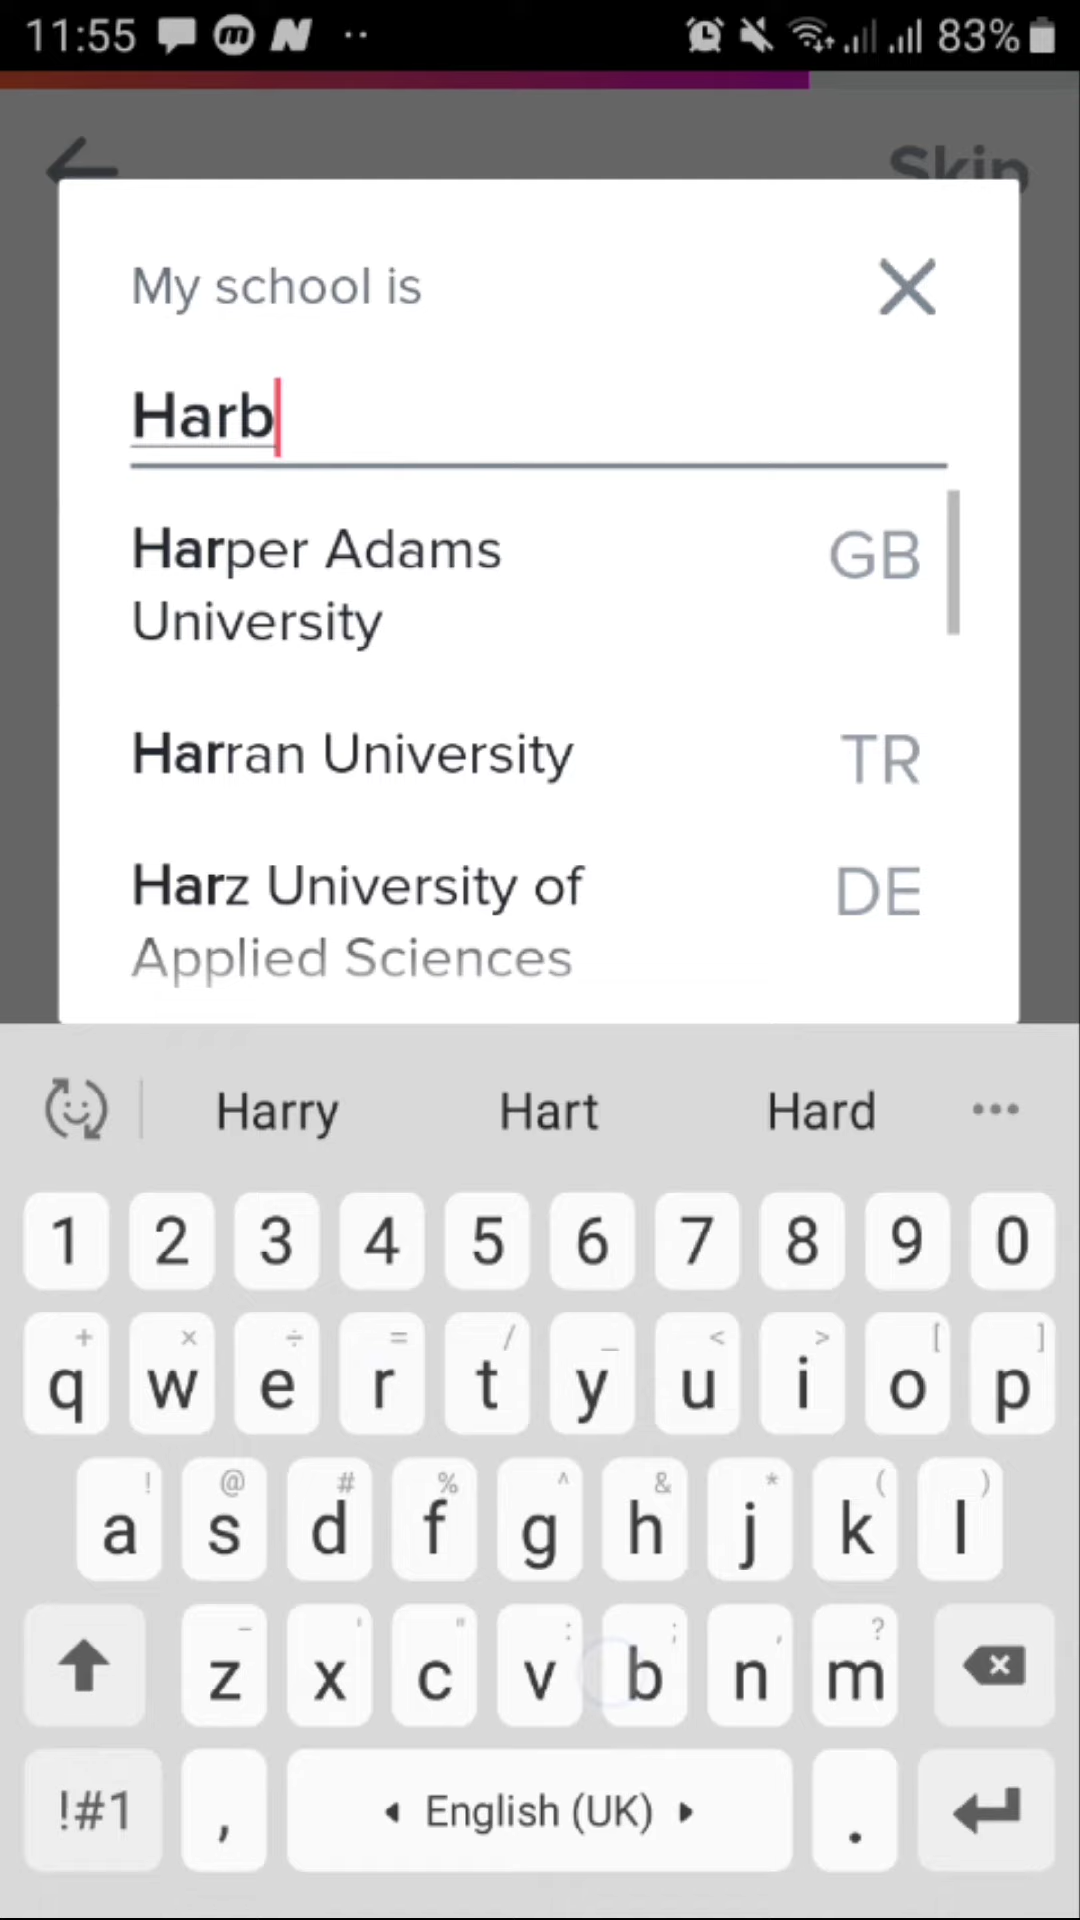 11:55 83%
Skip
My school is
Harb
Harper Adams GB
University
Harran University TR
Harz University of DE
Applied Sciences
Harry Hart Hard
1 2 3 4 5 6 7 8 9 0
+ × ÷ = / _ < > [ ]
q w e r t y u i o p
! @ # % ^ & * ( )
a s d f g h j k l
- ' " : ; , ?
z x c v b n m
!#1 , English (UK) .